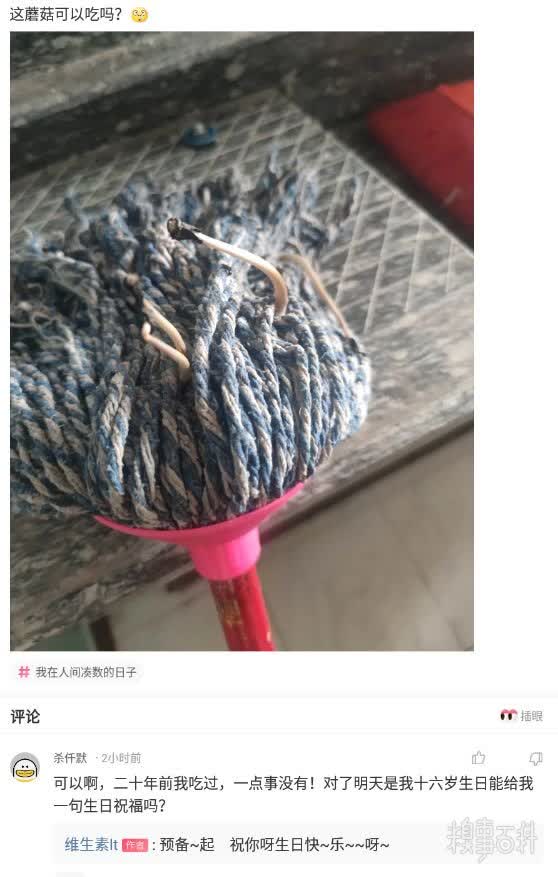 这蘑菇可以吃吗?🤔
# 我在人间凑数的日子
评论
插眼
杀仟默 · 2小时前
可以啊，二十年前我吃过，一点事没有！对了明天是我十六岁生日能给我
一句生日祝福吗?
维生素lt 作者 : 预备~起 祝你呀生日快~乐~~呀~
糗事百科